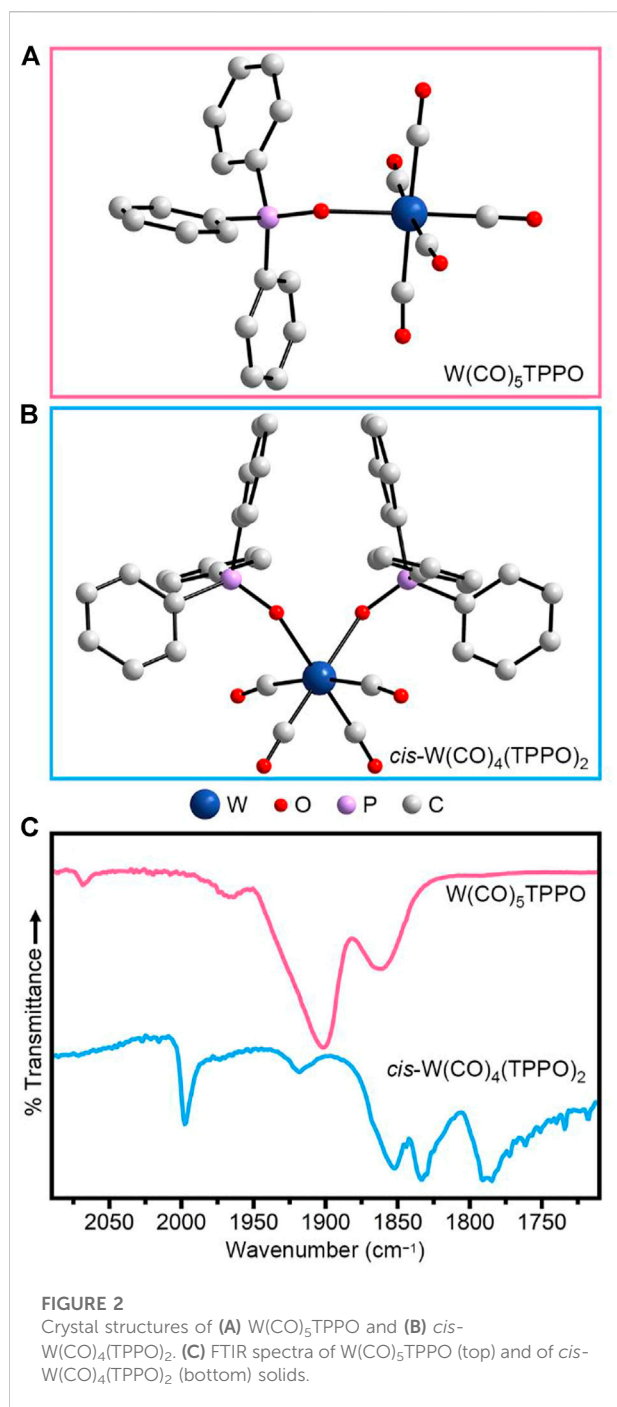 A
W(CO)₅TPPO
B
cis-W(CO)₄(TPPO)₂
W O P C
C
W(CO)₅TPPO
cis-W(CO)₄(TPPO)₂
% Transmittance →
2050 2000 1950 1900 1850 1800 1750
Wavenumber (cm⁻¹)
FIGURE 2
Crystal structures of (A) W(CO)₅TPPO and (B) cis-
W(CO)₄(TPPO)₂. (C) FTIR spectra of W(CO)₅TPPO (top) and of cis-
W(CO)₄(TPPO)₂ (bottom) solids.